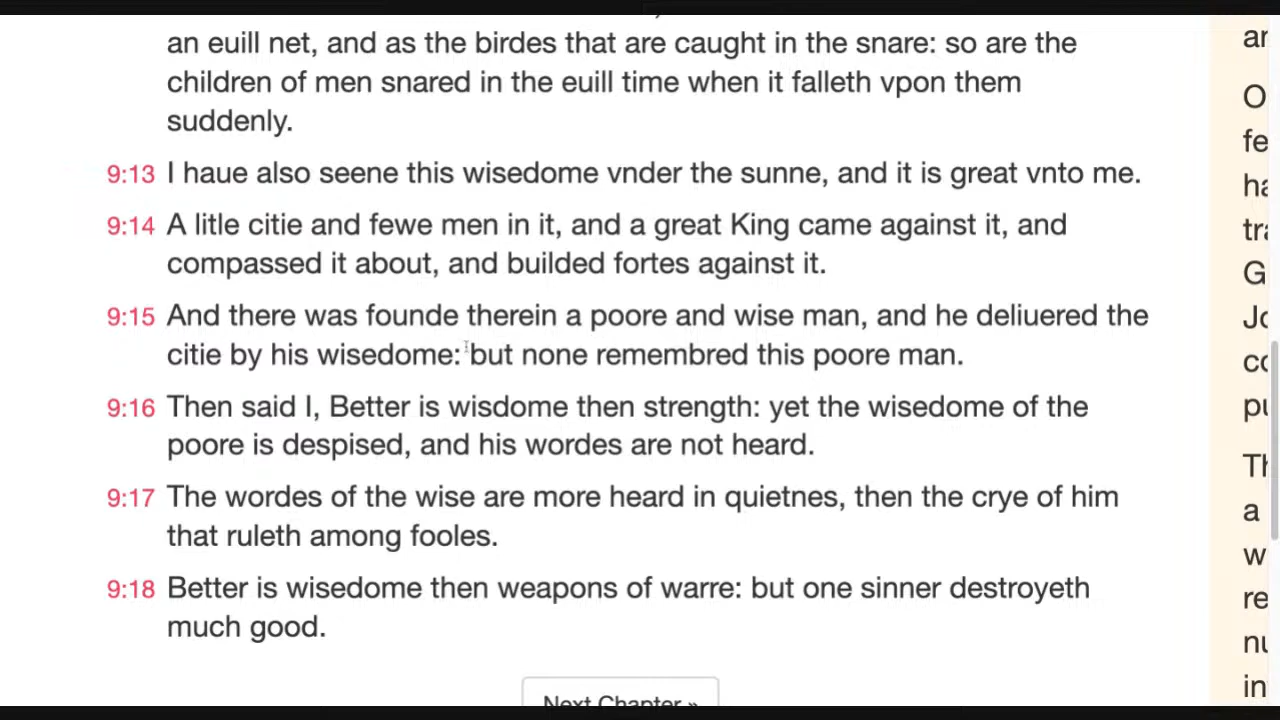 an euill net, and as the birdes that are caught in the snare: so are the
children of men snared in the euill time when it falleth vpon them
suddenly.
9:13 I haue also seene this wisedome vnder the sunne, and it is great vnto me.
9:14 A litle citie and fewe men in it, and a great King came against it, and
compassed it about, and builded fortes against it.
9:15 And there was founde therein a poore and wise man, and he deliuered the
citie by his wisedome: but none remembred this poore man.
9:16 Then said I, Better is wisdome then strength: yet the wisedome of the
poore is despised, and his wordes are not heard.
9:17 The wordes of the wise are more heard in quietnes, then the crye of him
that ruleth among fooles.
9:18 Better is wisedome then weapons of warre: but one sinner destroyeth
much good.
Next Chapter »